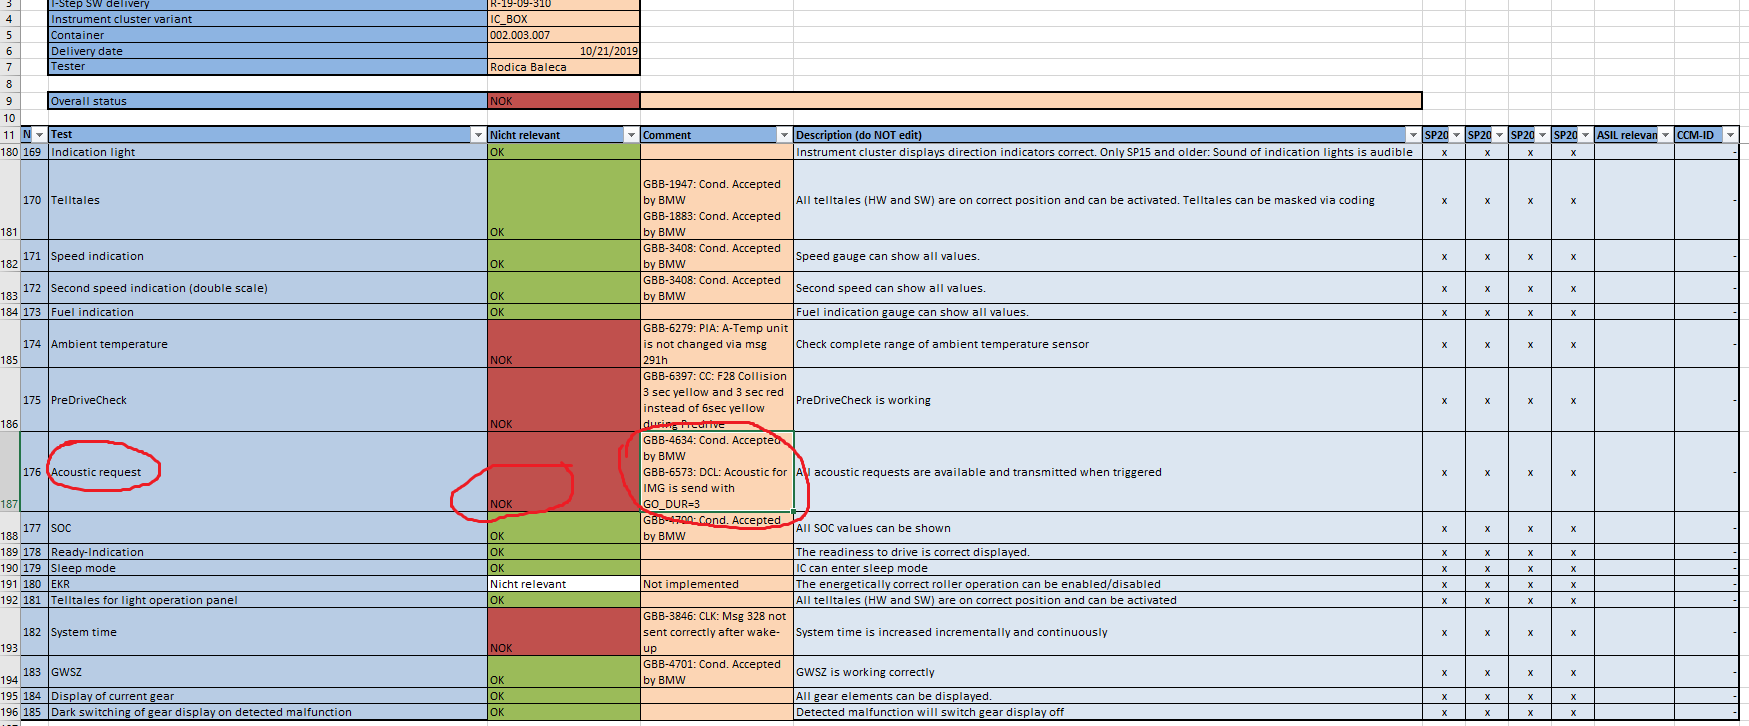 3 I-Step SW delivery R-19-09-310
4 Instrument cluster variant IC_BOX
5 Container 002.003.007
6 Delivery date 10/21/2019
7 Tester Rodica Baleca
8
9 Overall status NOK
10
11 N Test Nicht relevant Comment Description (do NOT edit) SP20 SP20 SP20 SP20 ASIL relevan CCM-ID
180 169 Indication light OK Instrument cluster displays direction indicators correct. Only SP15 and older: Sound of indication lights is audible x x x x -
181 170 Telltales OK GBB-1947: Cond. Accepted
by BMW
GBB-1883: Cond. Accepted
by BMW All telltales (HW and SW) are on correct position and can be activated. Telltales can be masked via coding x x x x -
182 171 Speed indication OK GBB-3408: Cond. Accepted
by BMW Speed gauge can show all values. x x x x -
183 172 Second speed indication (double scale) OK GBB-3408: Cond. Accepted
by BMW Second speed can show all values. x x x x -
184 173 Fuel indication OK Fuel indication gauge can show all values. x x x x -
185 174 Ambient temperature NOK GBB-6279: PIA: A-Temp unit
is not changed via msg
291h Check complete range of ambient temperature sensor x x x x -
186 175 PreDriveCheck NOK GBB-6397: CC: F28 Collision
3 sec yellow and 3 sec red
instead of 6sec yellow
during Predrive PreDriveCheck is working x x x x -
187 176 Acoustic request NOK GBB-4634: Cond. Accepted
by BMW
GBB-6573: DCL: Acoustic for
IMG is send with
GO_DUR=3 All acoustic requests are available and transmitted when triggered x x x x -
188 177 SOC OK GBB-4700: Cond. Accepted
by BMW All SOC values can be shown x x x x -
189 178 Ready-Indication OK The readiness to drive is correct displayed. x x x x -
190 179 Sleep mode OK IC can enter sleep mode x x x x -
191 180 EKR Nicht relevant Not implemented The energetically correct roller operation can be enabled/disabled x x x x -
192 181 Telltales for light operation panel OK All telltales (HW and SW) are on correct position and can be activated x x x x -
193 182 System time NOK GBB-3846: CLK: Msg 328 not
sent correctly after wake-
up System time is increased incrementally and continuously x x x x -
194 183 GWSZ OK GBB-4701: Cond. Accepted
by BMW GWSZ is working correctly x x x x -
195 184 Display of current gear OK All gear elements can be displayed. x x x x -
196 185 Dark switching of gear display on detected malfunction OK Detected malfunction will switch gear display off x x x x -